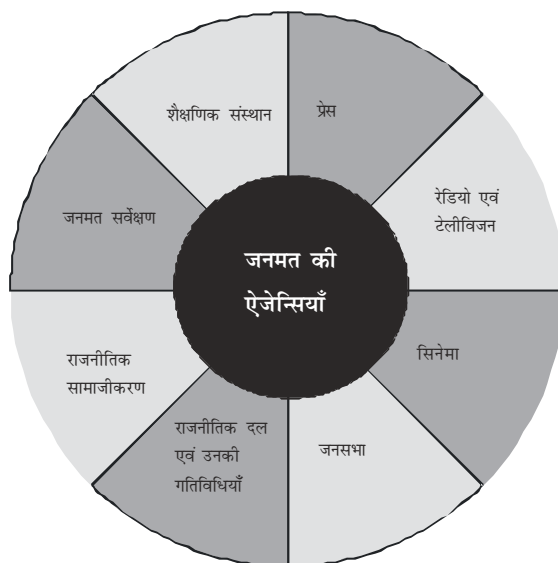 जनमत की
ऐजेन्सियाँ
प्रेस
रेडियो एवं
टेलीविजन
सिनेमा
जनसभा
राजनीतिक दल
एवं उनकी
गतिविधियाँ
राजनीतिक
सामाजीकरण
जनमत सर्वेक्षण
शैक्षणिक संस्थान